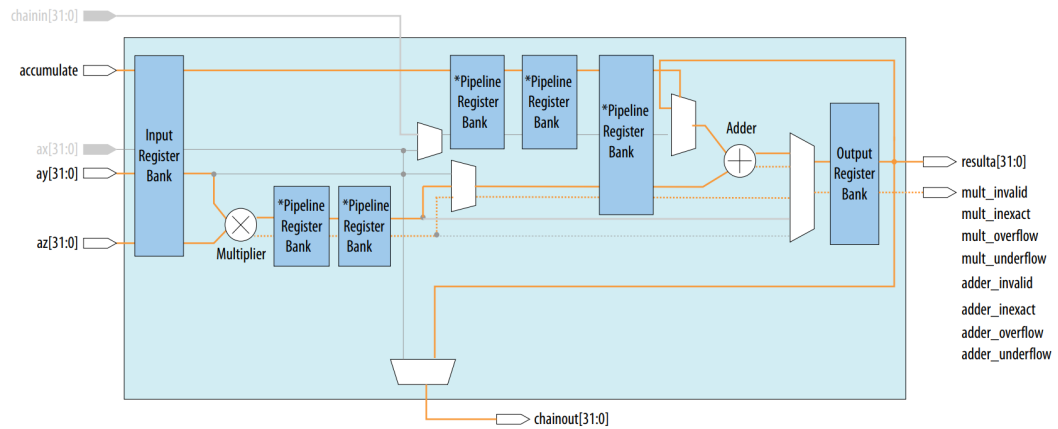 chainin[31:0]
accumulate
ax[31:0]
ay[31:0]
az[31:0]
Input
Register
Bank
Multiplier
*Pipeline
Register
Bank
*Pipeline
Register
Bank
*Pipeline
Register
Bank
*Pipeline
Register
Bank
*Pipeline
Register
Bank
Adder
Output
Register
Bank
resulta[31:0]
mult_invalid
mult_inexact
mult_overflow
mult_underflow
adder_invalid
adder_inexact
adder_overflow
adder_underflow
chainout[31:0]